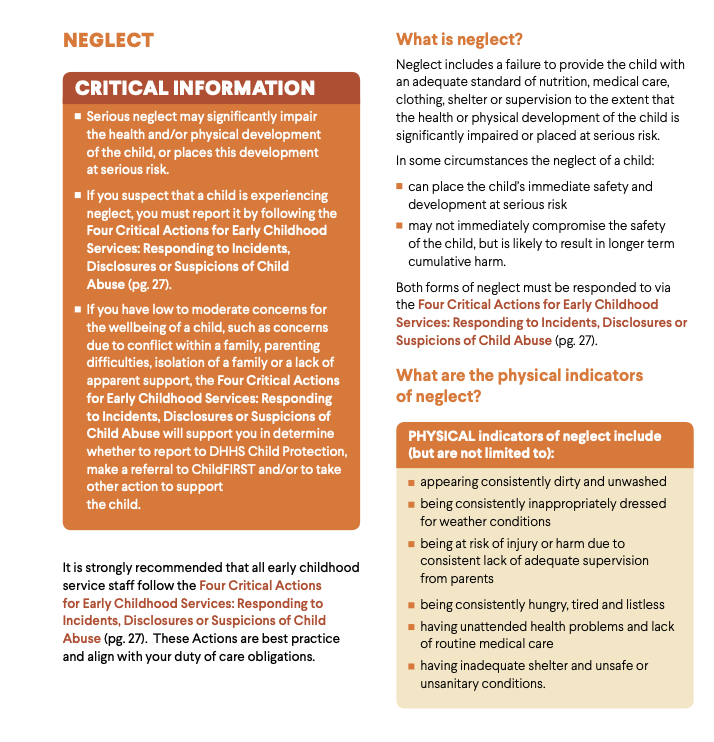 NEGLECT
CRITICAL INFORMATION
■ Serious neglect may significantly impair
the health and/or physical development
of the child, or places this development
at serious risk.
■ If you suspect that a child is experiencing
neglect, you must report it by following the
Four Critical Actions for Early Childhood
Services: Responding to Incidents,
Disclosures or Suspicions of Child
Abuse (pg. 27).
■ If you have low to moderate concerns for
the wellbeing of a child, such as concerns
due to conflict within a family, parenting
difficulties, isolation of a family or a lack of
apparent support, the Four Critical Actions
for Early Childhood Services: Responding
to Incidents, Disclosures or Suspicions of
Child Abuse will support you in determine
whether to report to DHHS Child Protection,
make a referral to ChildFIRST and/or to take
other action to support
the child.
It is strongly recommended that all early childhood
service staff follow the Four Critical Actions
for Early Childhood Services: Responding to
Incidents, Disclosures or Suspicions of Child
Abuse (pg. 27). These Actions are best practice
and align with your duty of care obligations.
What is neglect?
Neglect includes a failure to provide the child with
an adequate standard of nutrition, medical care,
clothing, shelter or supervision to the extent that
the health or physical development of the child is
significantly impaired or placed at serious risk.
In some circumstances the neglect of a child:
■ can place the child's immediate safety and
development at serious risk
■ may not immediately compromise the safety
of the child, but is likely to result in longer term
cumulative harm.
Both forms of neglect must be responded to via
the Four Critical Actions for Early Childhood
Services: Responding to Incidents, Disclosures or
Suspicions of Child Abuse (pg. 27).
What are the physical indicators
of neglect?
PHYSICAL indicators of neglect include
(but are not limited to):
■ appearing consistently dirty and unwashed
■ being consistently inappropriately dressed
for weather conditions
■ being at risk of injury or harm due to
consistent lack of adequate supervision
from parents
■ being consistently hungry, tired and listless
■ having unattended health problems and lack
of routine medical care
■ having inadequate shelter and unsafe or
unsanitary conditions.